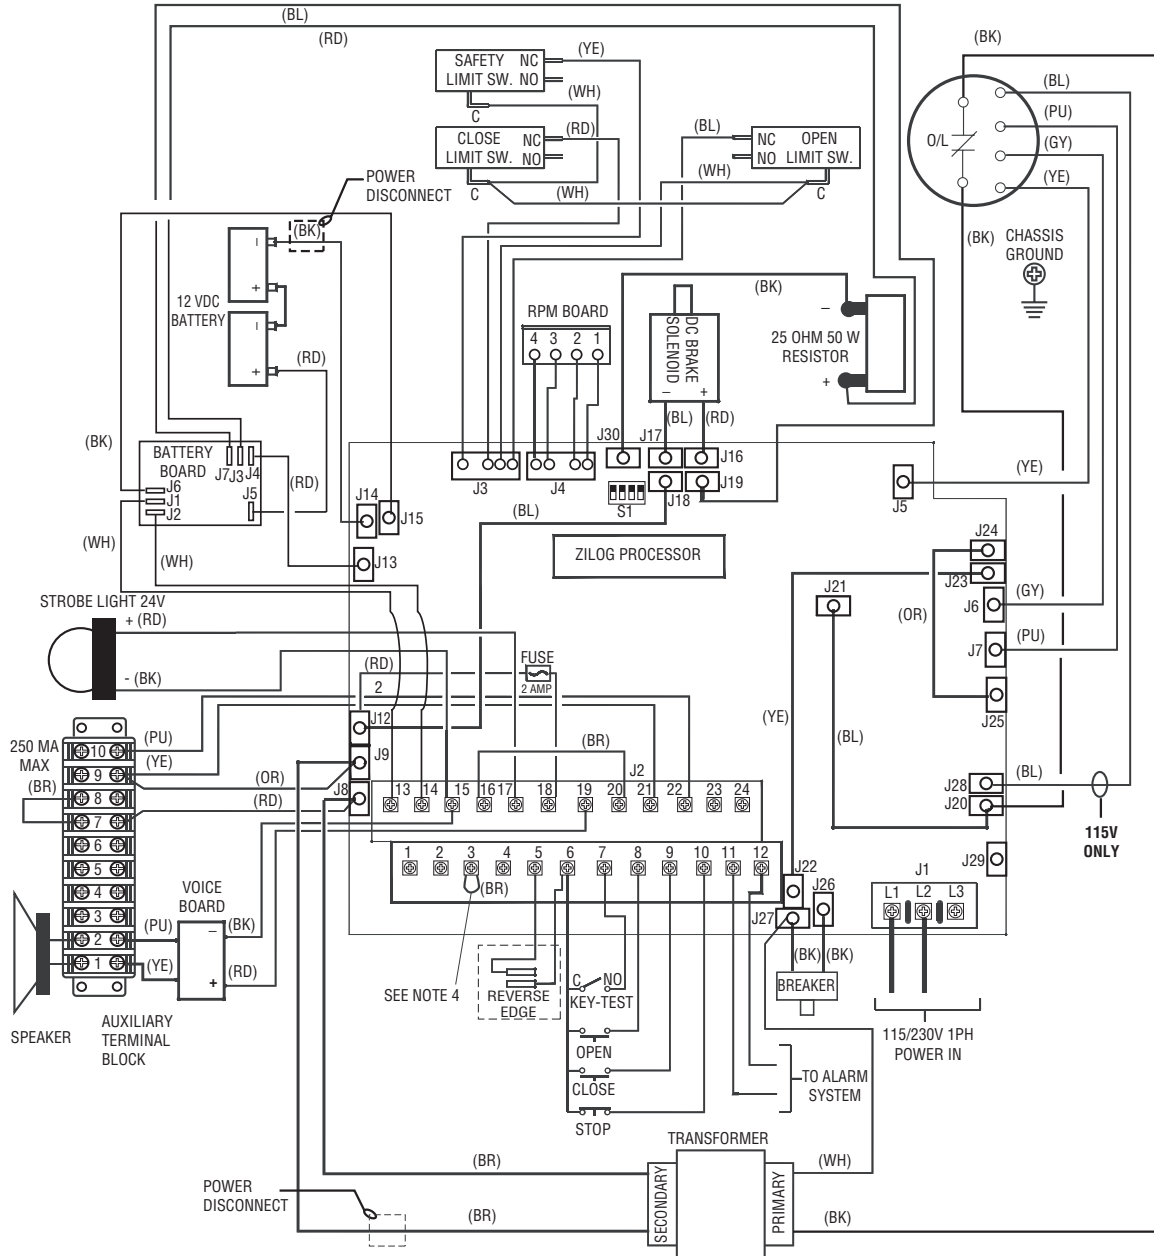 (BL)
(RD)
(BK)
SAFETY NC
LIMIT SW. NO
(YE)
(WH)
C
CLOSE NC
LIMIT SW. NO
(RD)
C
(WH)
(BL)
NC OPEN
NO LIMIT SW.
(WH)
C
O/L
(BL)
(PU)
(GY)
(YE)
(BK)
CHASSIS
GROUND
POWER
DISCONNECT
(BK)
–
+
12 VDC
BATTERY
–
+
(RD)
RPM BOARD
4 3 2 1
DC BRAKE
SOLENOID
– +
(BL)
(RD)
(BK)
–
25 OHM 50 W
RESISTOR
+
(BK)
BATTERY
BOARD
J7 J3 J4
J6
J1
J2
J5
(RD)
J14
J15
J13
J3
J4
J30
J17
J16
J18
J19
S1
(BL)
ZILOG PROCESSOR
J5
(YE)
(WH)
(WH)
J24
J23
J6
(GY)
J7
(PU)
J25
(OR)
J21
(YE)
(BL)
STROBE LIGHT 24V
+ (RD)
- (BK)
(RD)
2
FUSE
2 AMP
J12
J9
J8
(BR)
J2
250 MA
MAX
(BR)
10
9
8
7
6
5
4
3
2
1
(PU)
(YE)
(OR)
(RD)
13 14 15 16 17 18 19 20 21 22 23 24
1 2 3 4 5 6 7 8 9 10 11 12
(BR)
J28
(BL)
J20
115V
ONLY
J29
J22
J26
J27
J1
L1 L2 L3
(BK)
(BK)
BREAKER
115/230V 1PH
POWER IN
VOICE
BOARD
(PU)
(YE)
–
+
(BK)
(RD)
SPEAKER
AUXILIARY
TERMINAL
BLOCK
SEE NOTE 4
REVERSE
EDGE
C NO
KEY-TEST
OPEN
CLOSE
STOP
TO ALARM
SYSTEM
TRANSFORMER
SECONDARY
PRIMARY
(BR)
(WH)
POWER
DISCONNECT
(BR)
(BK)